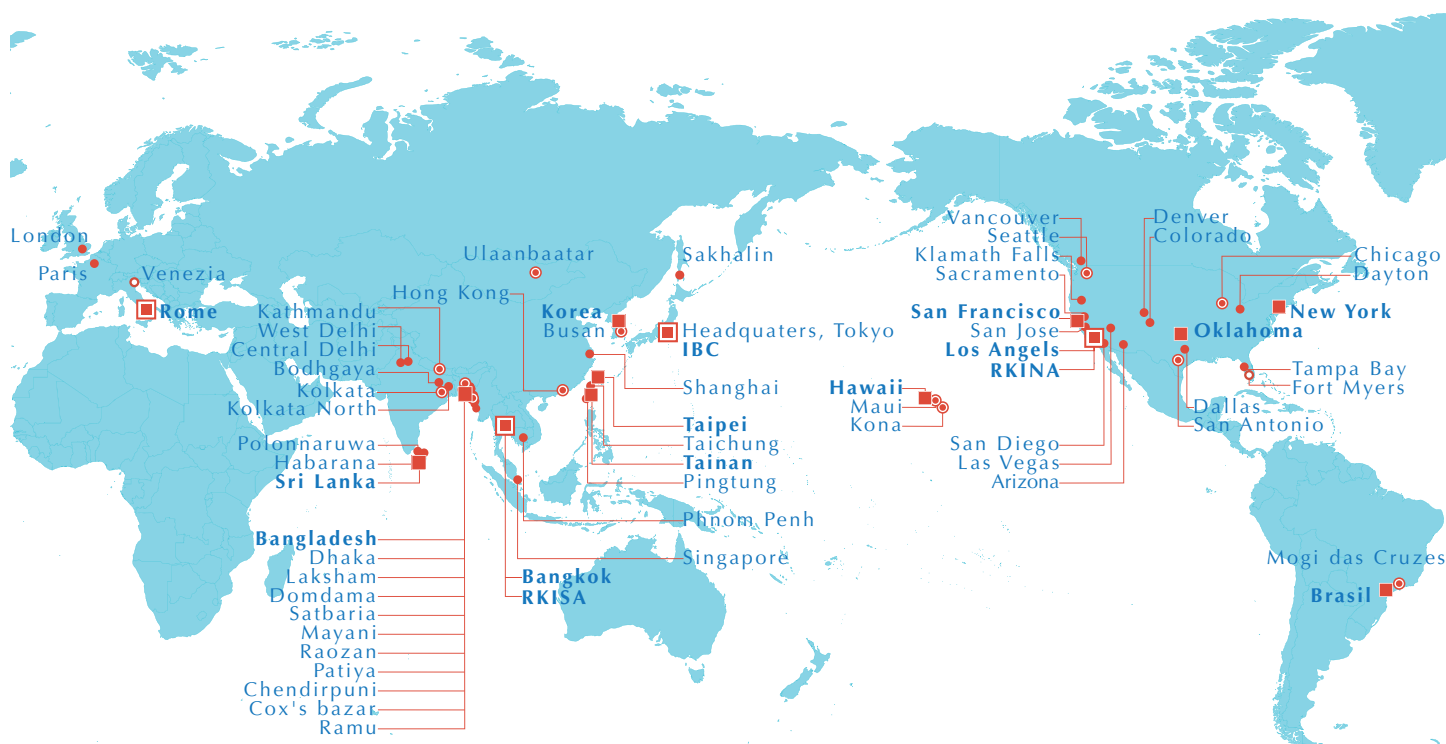 London
Paris
Venezia
Rome
Ulaanbaatar
Sakhalin
Hong Kong
Korea
Busan
Headquaters, Tokyo
IBC
Kathmandu
West Delhi
Central Delhi
Bodhgaya
Kolkata
Kolkata North
Shanghai
Polonnaruwa
Habarana
Sri Lanka
Taipei
Taichung
Tainan
Pingtung
Phnom Penh
Singapore
Bangkok
RKISA
Bangladesh
Dhaka
Laksham
Domdama
Satbaria
Mayani
Raozan
Patiya
Chendirpuni
Cox's bazar
Ramu
Vancouver
Seattle
Klamath Falls
Sacramento
San Francisco
San Jose
Los Angels
RKINA
Hawaii
Maui
Kona
San Diego
Las Vegas
Arizona
Denver
Colorado
Chicago
Dayton
New York
Oklahoma
Tampa Bay
Fort Myers
Dallas
San Antonio
Mogi das Cruzes
Brasil